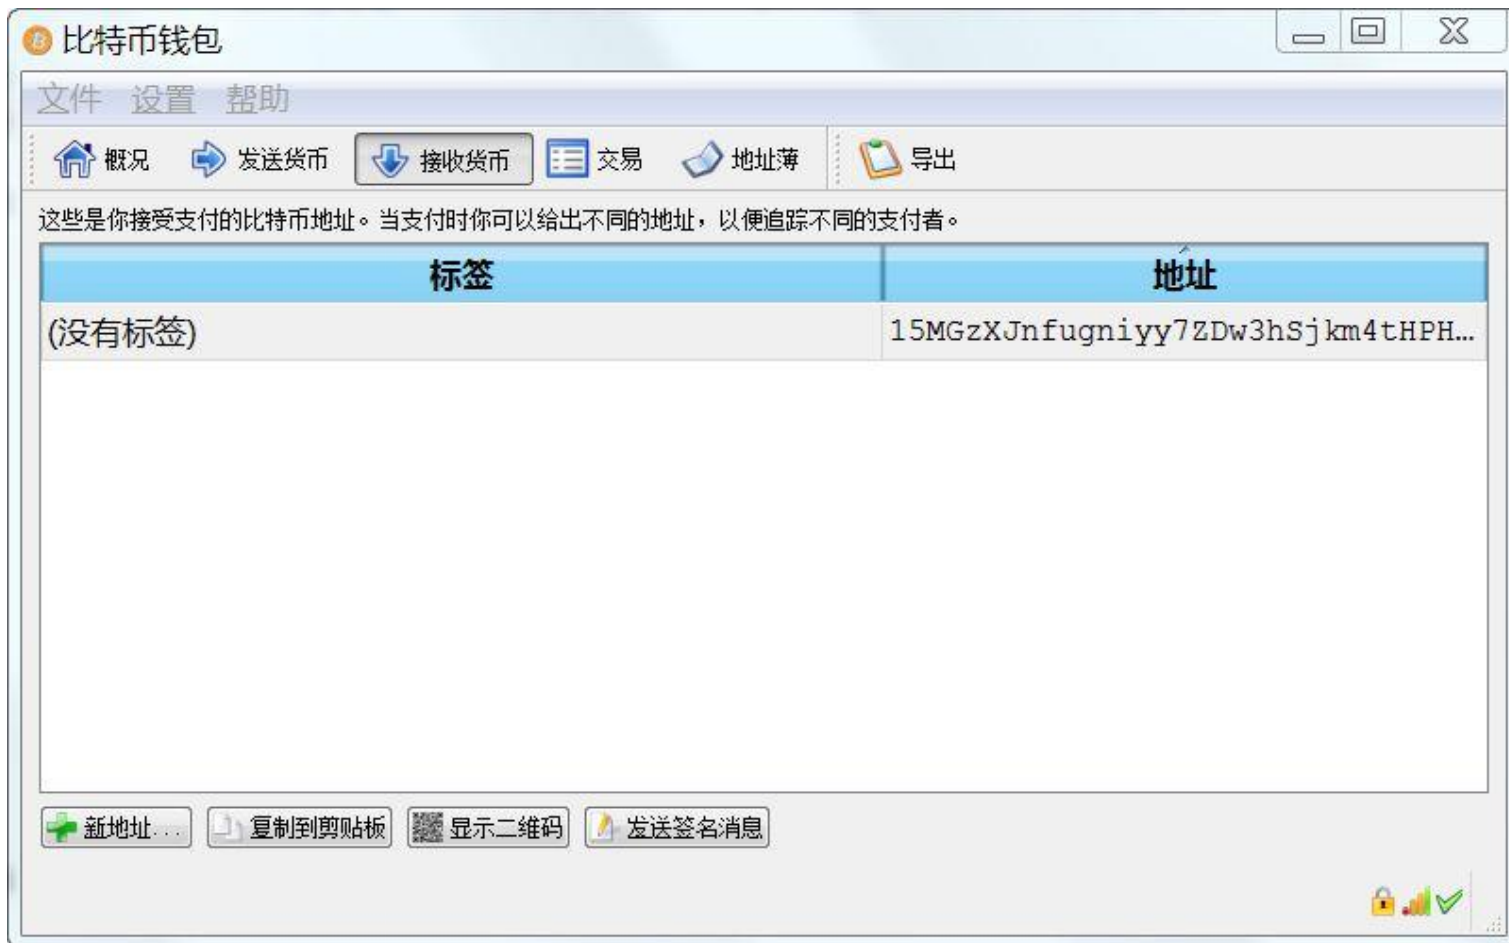 比特币钱包
文件 设置 帮助
概况 发送货币 接收货币 交易 地址薄 导出
这些是你接受支付的比特币地址。当支付时你可以给出不同的地址，以便追踪不同的支付者。
标签 地址
(没有标签) 15MGzXJnfugniyy7ZDw3hSjkm4tHPH...
新地址... 复制到剪贴板 显示二维码 发送签名消息